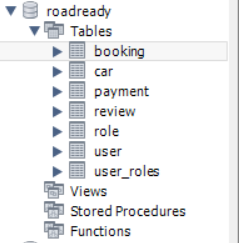 roadready
Tables
booking
car
payment
review
role
user
user_roles
Views
Stored Procedures
Functions